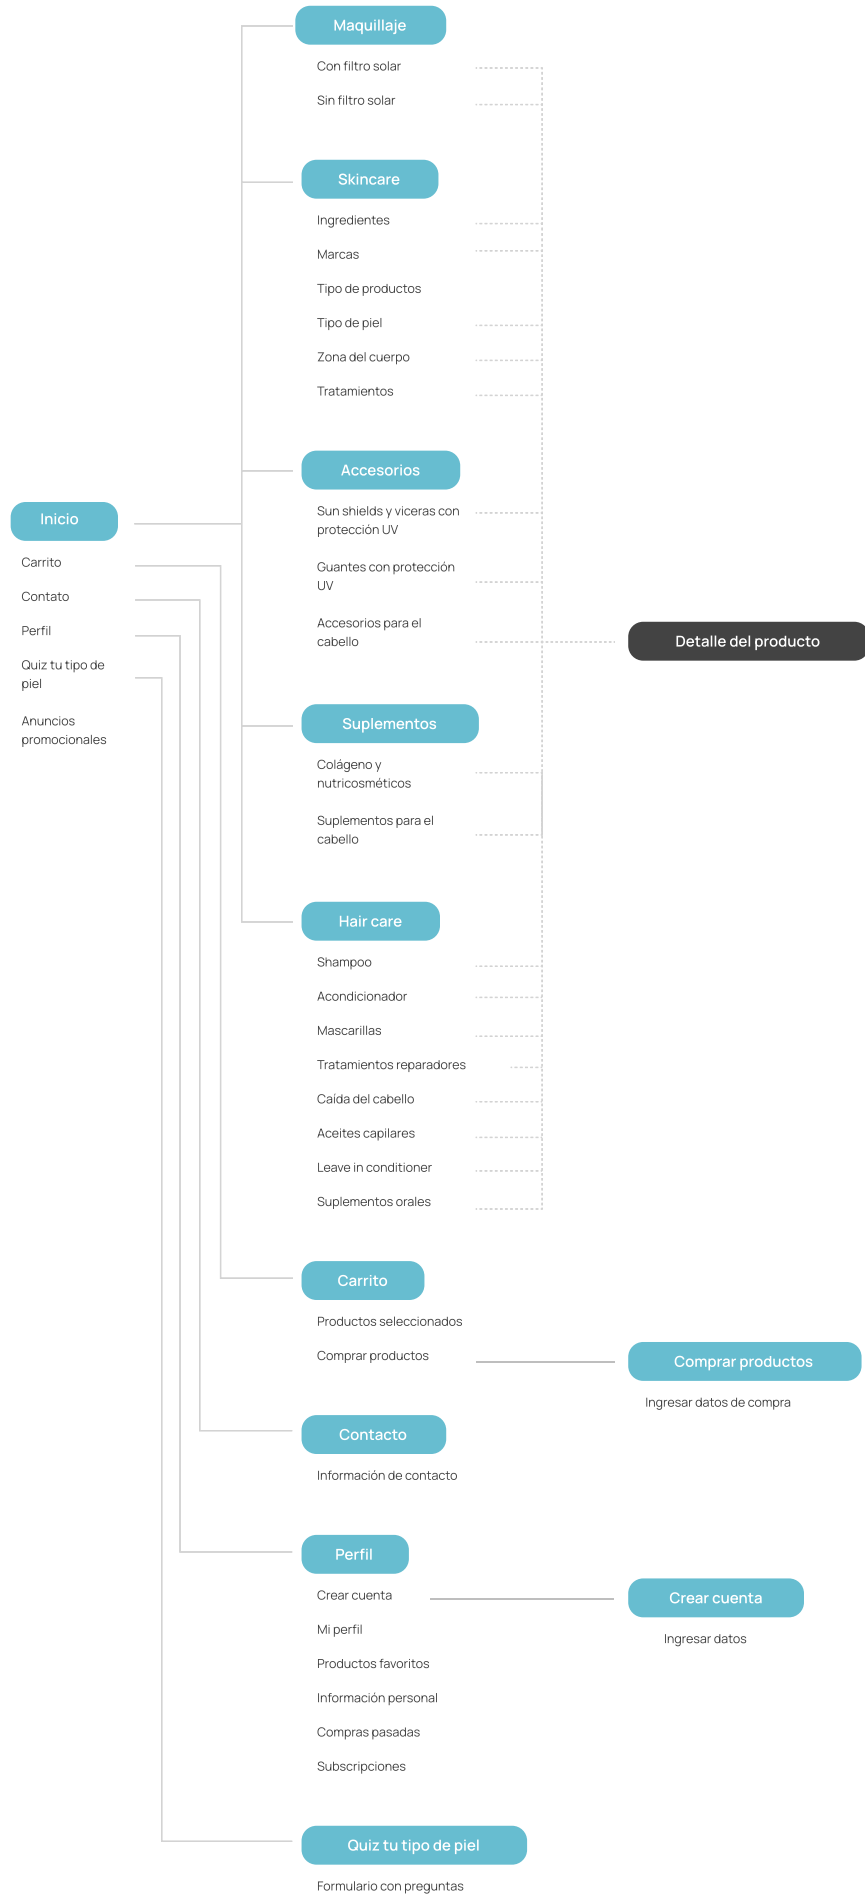 Maquillaje
Con filtro solar
Sin filtro solar
Skincare
Ingredientes
Marcas
Tipo de productos
Tipo de piel
Zona del cuerpo
Tratamientos
Accesorios
Sun shields y viceras con
protección UV
Guantes con protección
UV
Accesorios para el
cabello
Inicio
Carrito
Contato
Perfil
Quiz tu tipo de
piel
Anuncios
promocionales
Detalle del producto
Suplementos
Colágeno y
nutricosméticos
Suplementos para el
cabello
Hair care
Shampoo
Acondicionador
Mascarillas
Tratamientos reparadores
Caída del cabello
Aceites capilares
Leave in conditioner
Suplementos orales
Carrito
Productos seleccionados
Comprar productos
Comprar productos
Ingresar datos de compra
Contacto
Información de contacto
Perfil
Crear cuenta
Mi perfil
Productos favoritos
Información personal
Compras pasadas
Subscripciones
Crear cuenta
Ingresar datos
Quiz tu tipo de piel
Formulario con preguntas